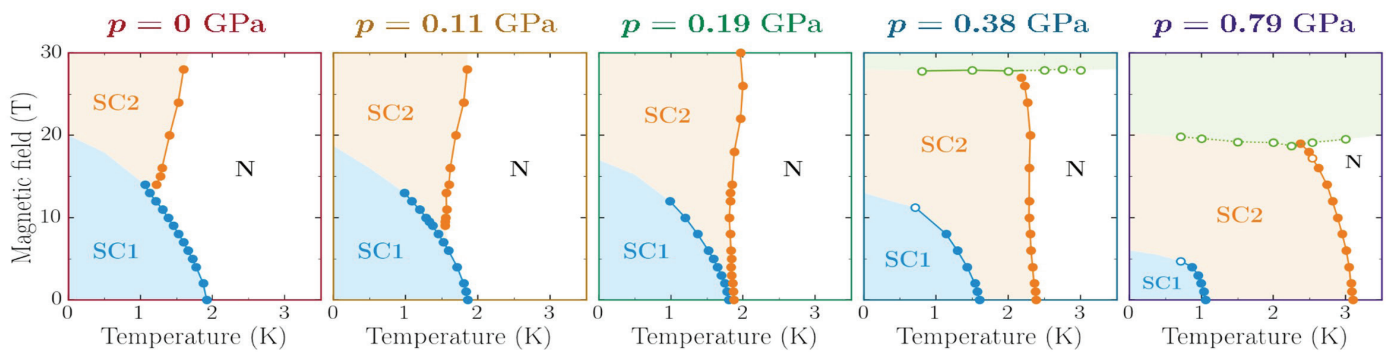 p = 0 GPa
p = 0.11 GPa
p = 0.19 GPa
p = 0.38 GPa
p = 0.79 GPa
Magnetic field (T)
30
20
10
0
SC2
SC1
N
SC2
SC1
N
SC2
SC1
N
SC2
SC1
N
SC2
SC1
N
0 1 2 3
0 1 2 3
0 1 2 3
0 1 2 3
0 1 2 3
Temperature (K)
Temperature (K)
Temperature (K)
Temperature (K)
Temperature (K)